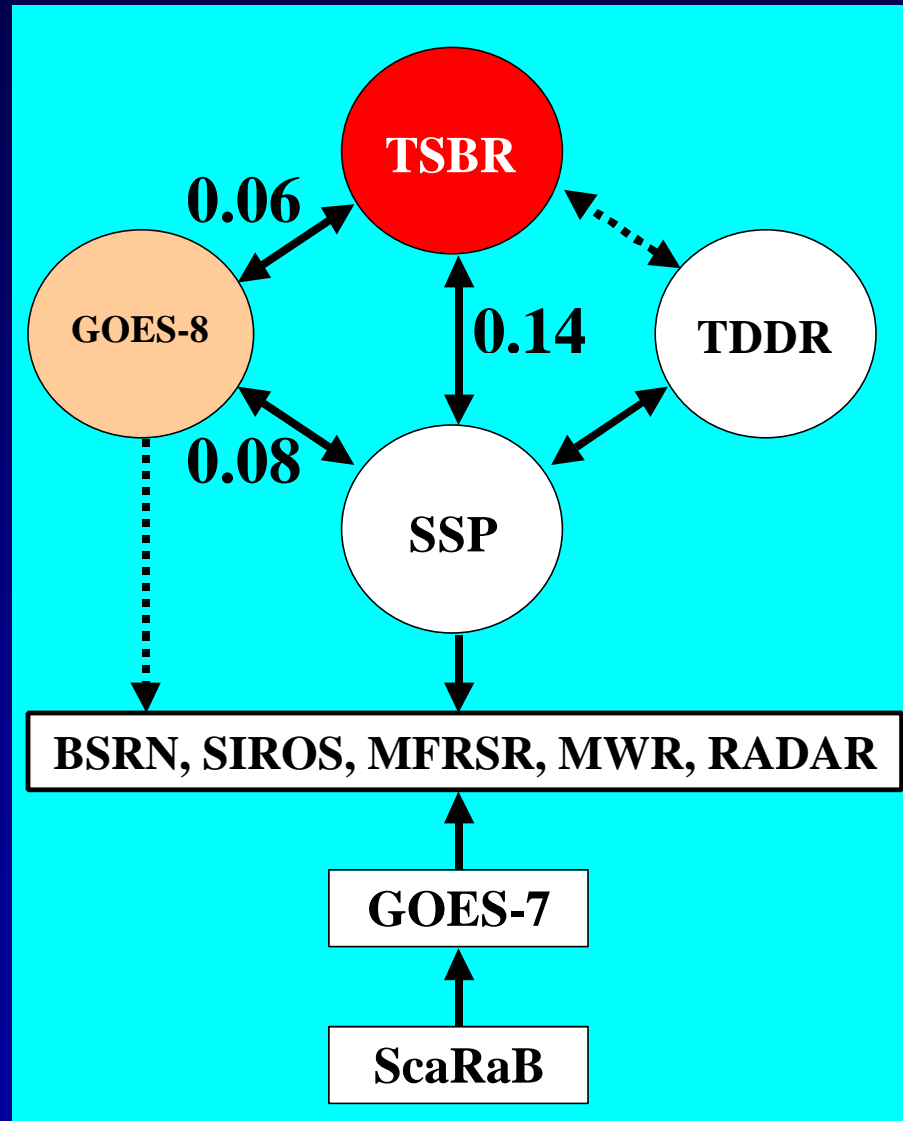 TSBR
0.06
GOES-8
0.14
TDDR
0.08
SSP
BSRN, SIROS, MFRSR, MWR, RADAR
GOES-7
ScaRaB